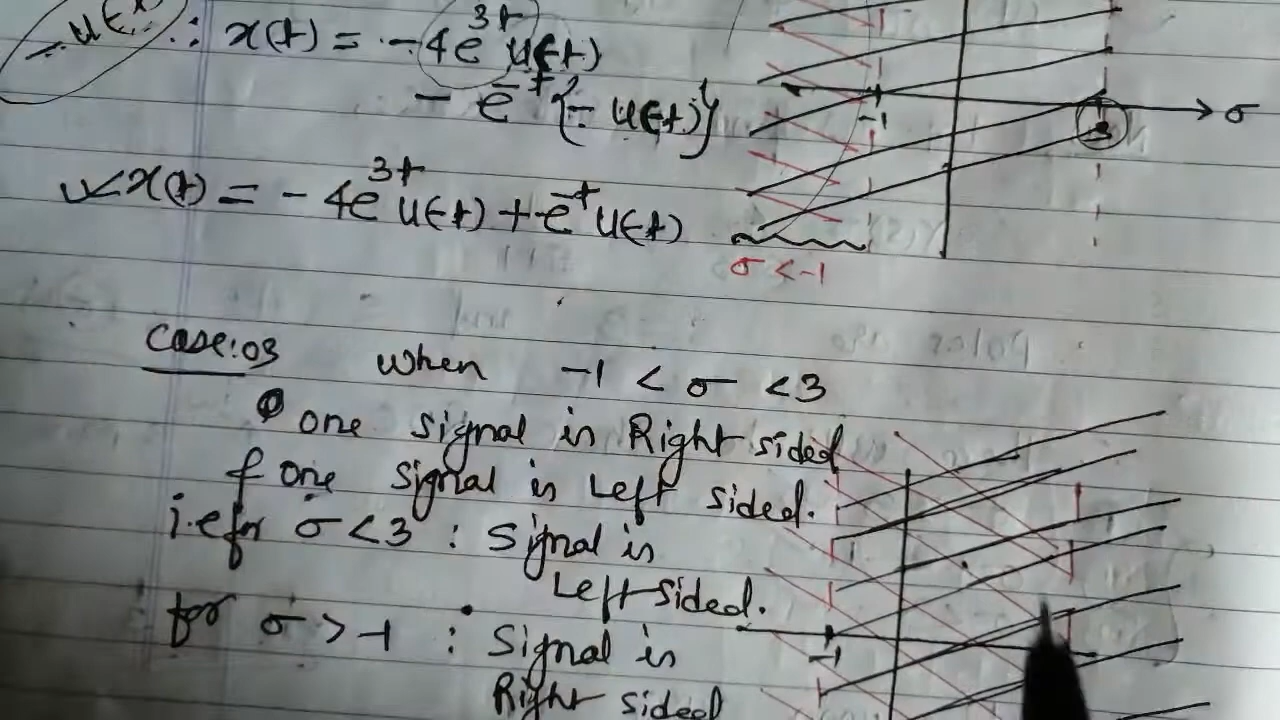 ∴ x(t) = -4e^{3t} u(-t)
- e^{-t} {- u(-t)}
σ
-1
x(t) = -4e^{3t} u(-t) + e^{-t} u(-t)
σ < -1
Case:03 When -1 < σ < 3
one signal is Right sided
f one signal is Left sided.
i.e for σ < 3 : Signal is
Left sided.
for σ > -1 : Signal is
-1
Right sided